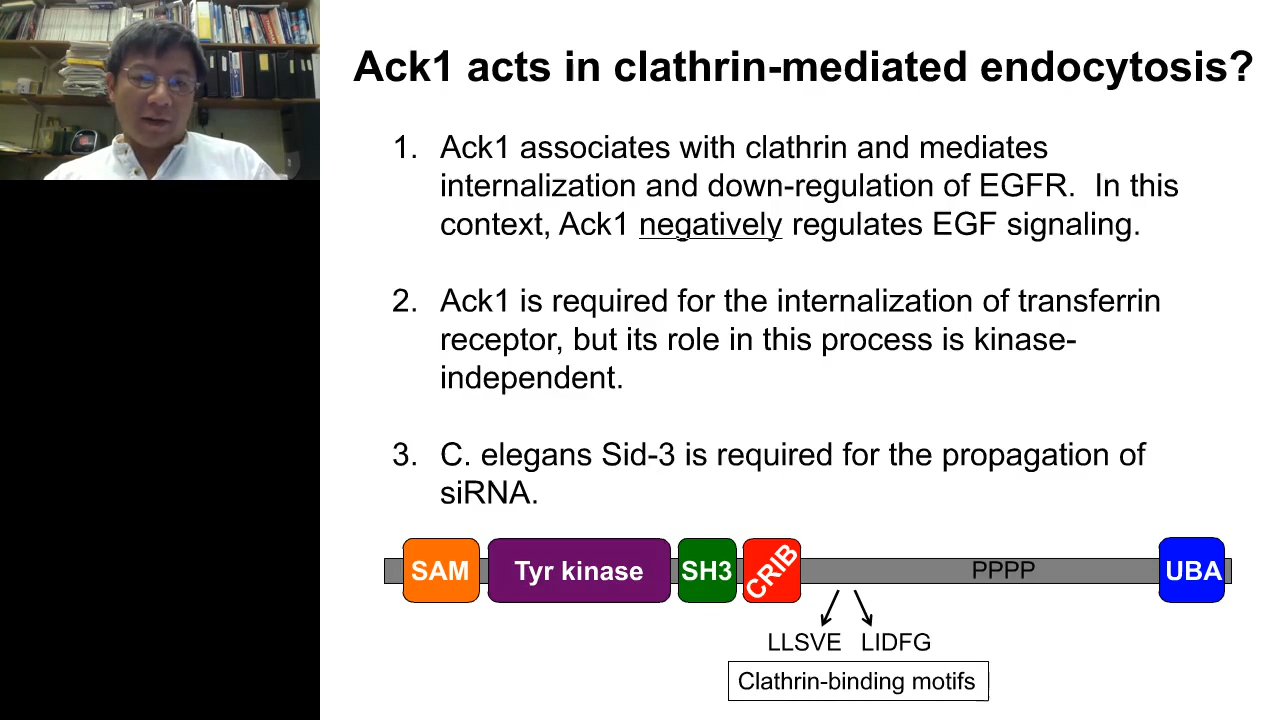 Ack1 acts in clathrin-mediated endocytosis?
1. Ack1 associates with clathrin and mediates
internalization and down-regulation of EGFR. In this
context, Ack1 negatively regulates EGF signaling.
2. Ack1 is required for the internalization of transferrin
receptor, but its role in this process is kinase-
independent.
3. C. elegans Sid-3 is required for the propagation of
siRNA.
SAM Tyr kinase SH3 CRIB PPPP UBA
LLSVE LIDFG
Clathrin-binding motifs